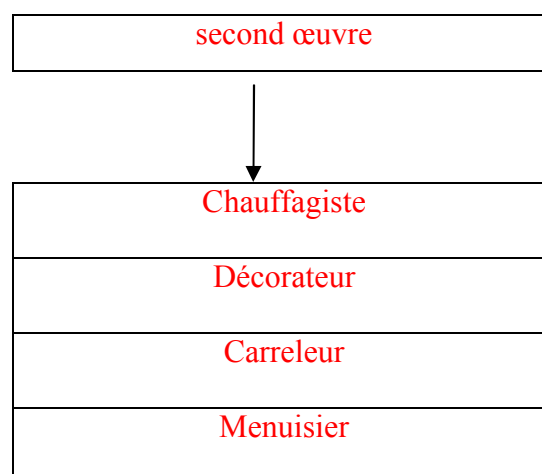 second œuvre
Chauffagiste
Décorateur
Carreleur
Menuisier